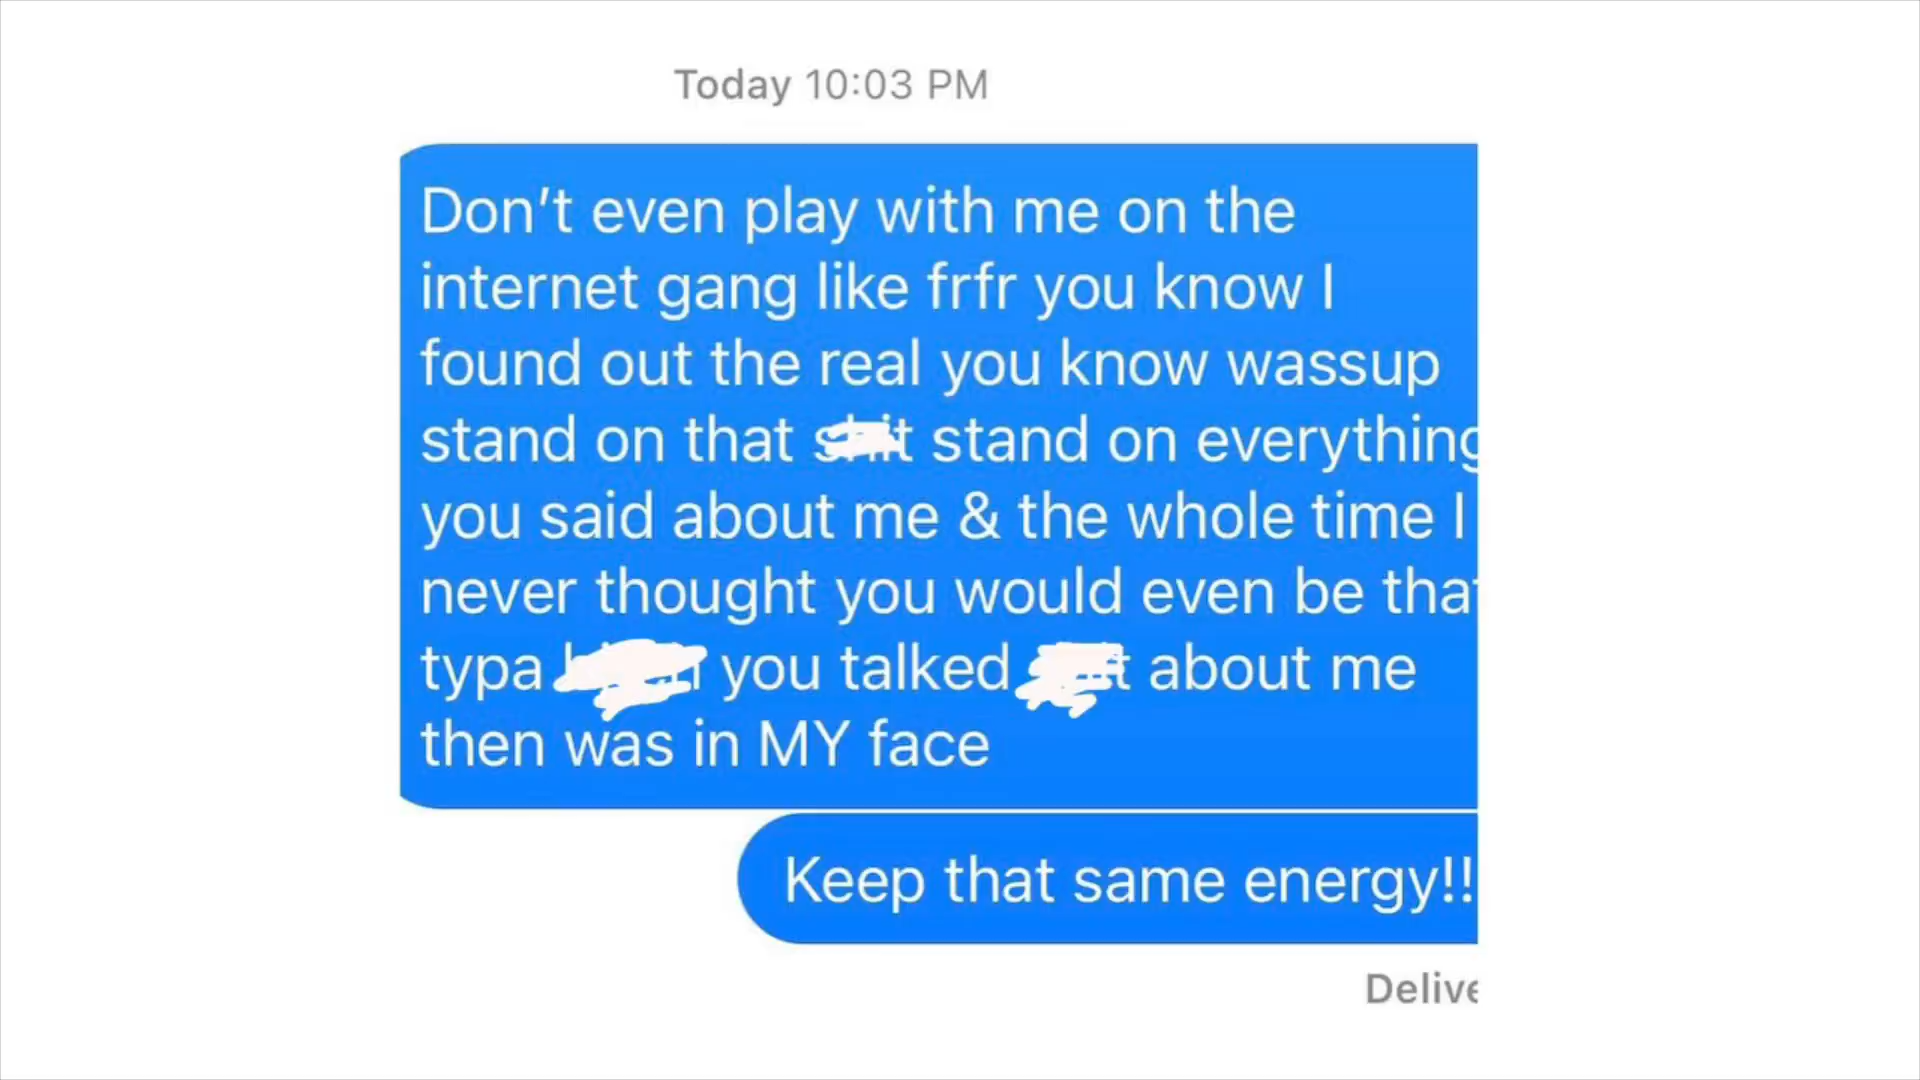 Today 10:03 PM
Don’t even play with me on the
internet gang like frfr you know I
found out the real you know wassup
stand on that shit stand on everything
you said about me & the whole time I
never thought you would even be that
typa you talked about me
then was in MY face
Keep that same energy!!
Delive